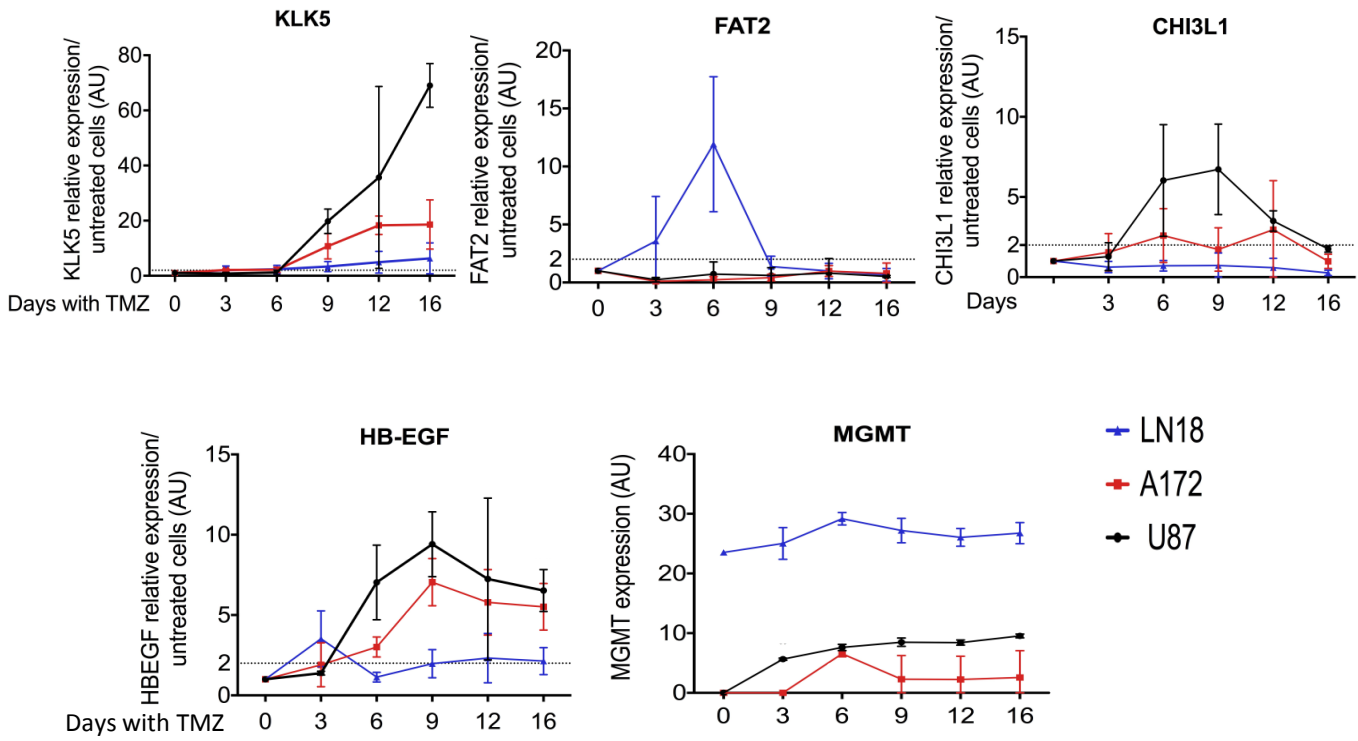 KLK5
KLK5 relative expression/
untreated cells (AU)
80
60
40
20
0
Days with TMZ
0 3 6 9 12 16
FAT2
FAT2 relative expression/
untreated cells (AU)
20
15
10
5
2
0
0 3 6 9 12 16
CHI3L1
CHI3L1 relative expression/
untreated cells (AU)
15
10
5
2
0
Days
3 6 9 12 16
HB-EGF
HBEGF relative expression/
untreated cells (AU)
15
10
5
2
0
Days with TMZ
0 3 6 9 12 16
MGMT
MGMT expression (AU)
40
30
20
10
0
0 3 6 9 12 16
LN18
A172
U87